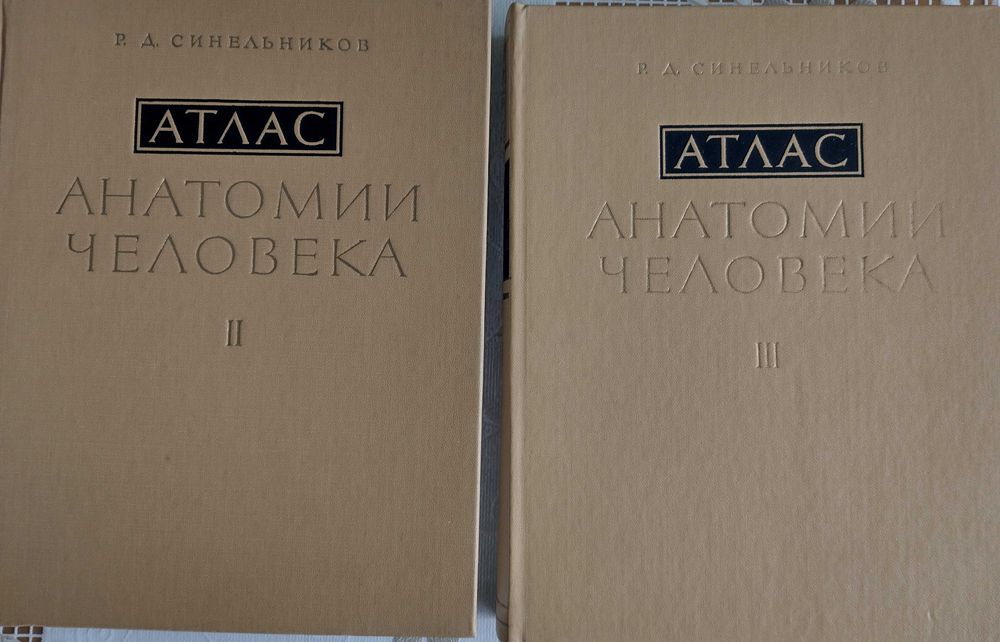 Р. Д. СИНЕЛЬНИКОВ
АТЛАС
АНАТОМИИ
ЧЕЛОВЕКА
II
Р. Д. СИНЕЛЬНИКОВ
АТЛАС
АНАТОМИИ
ЧЕЛОВЕКА
III